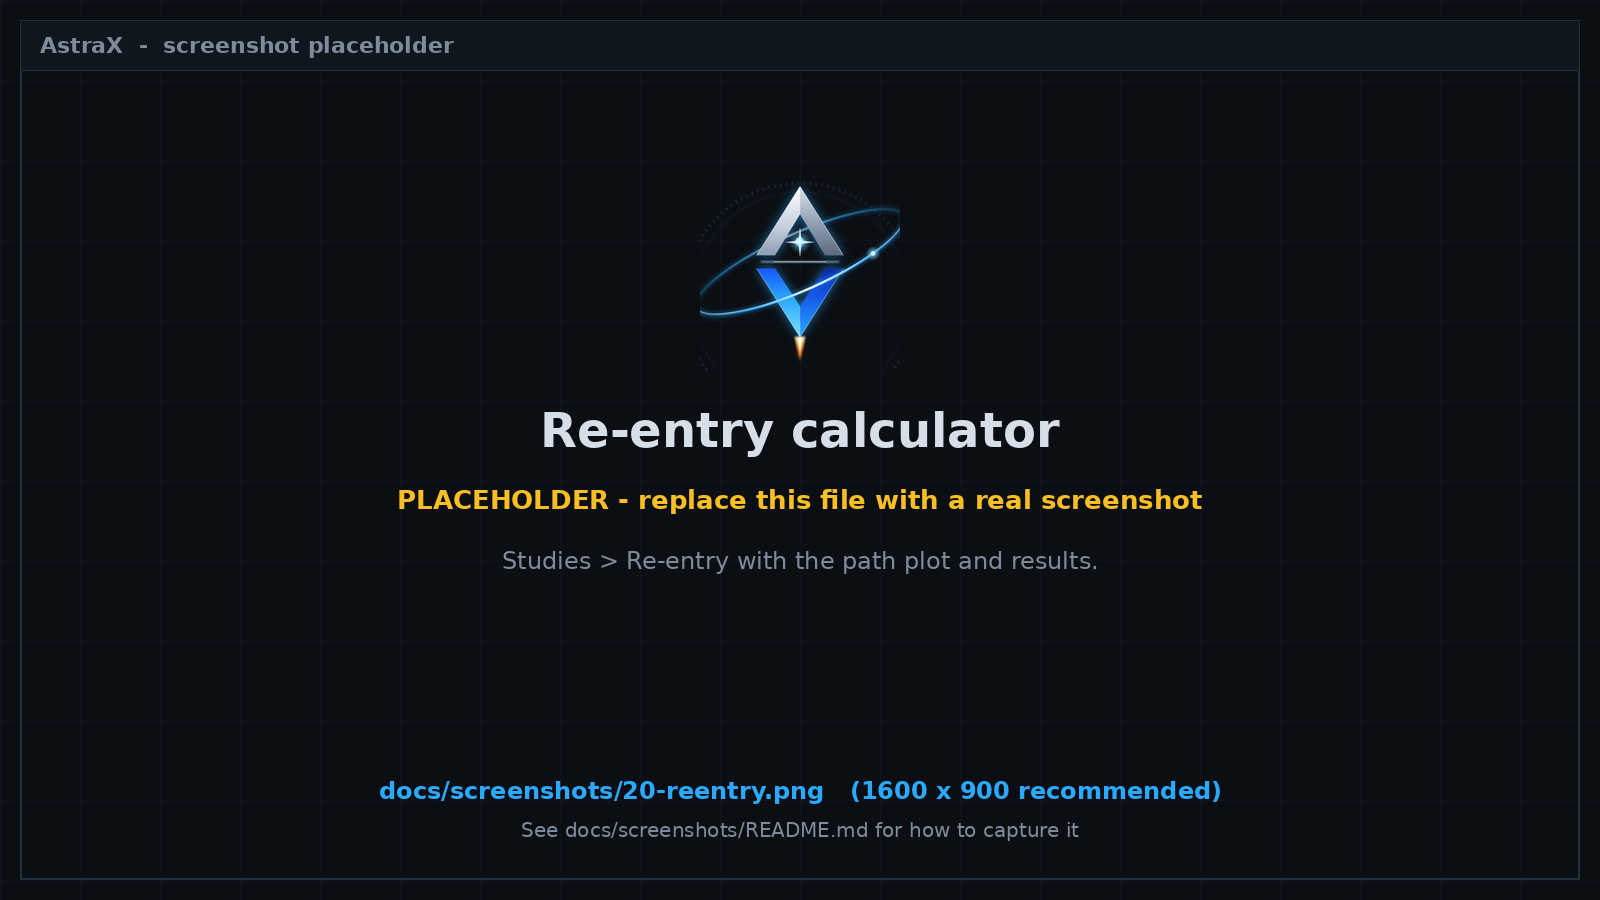 AstraX - screenshot placeholder
Re-entry calculator
PLACEHOLDER - replace this file with a real screenshot
Studies > Re-entry with the path plot and results.
docs/screenshots/20-reentry.png (1600 x 900 recommended)
See docs/screenshots/README.md for how to capture it